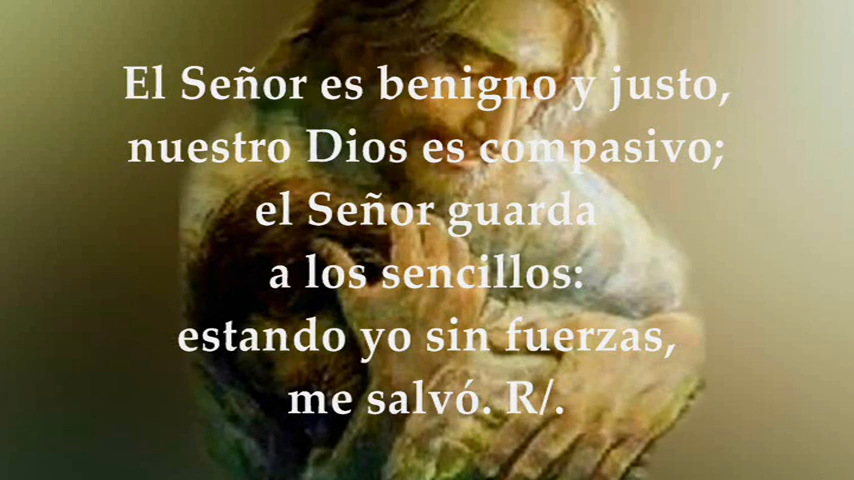 El Señor es benigno y justo,
nuestro Dios es compasivo;
el Señor guarda
a los sencillos:
estando yo sin fuerzas,
me salvó. R/.